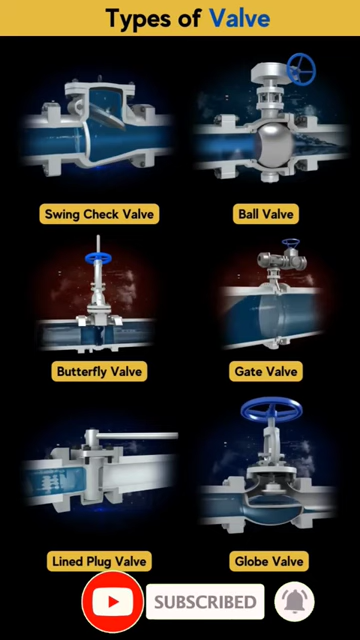 Types of Valve
Swing Check Valve
Ball Valve
Butterfly Valve
Gate Valve
Lined Plug Valve
Globe Valve
SUBSCRIBED